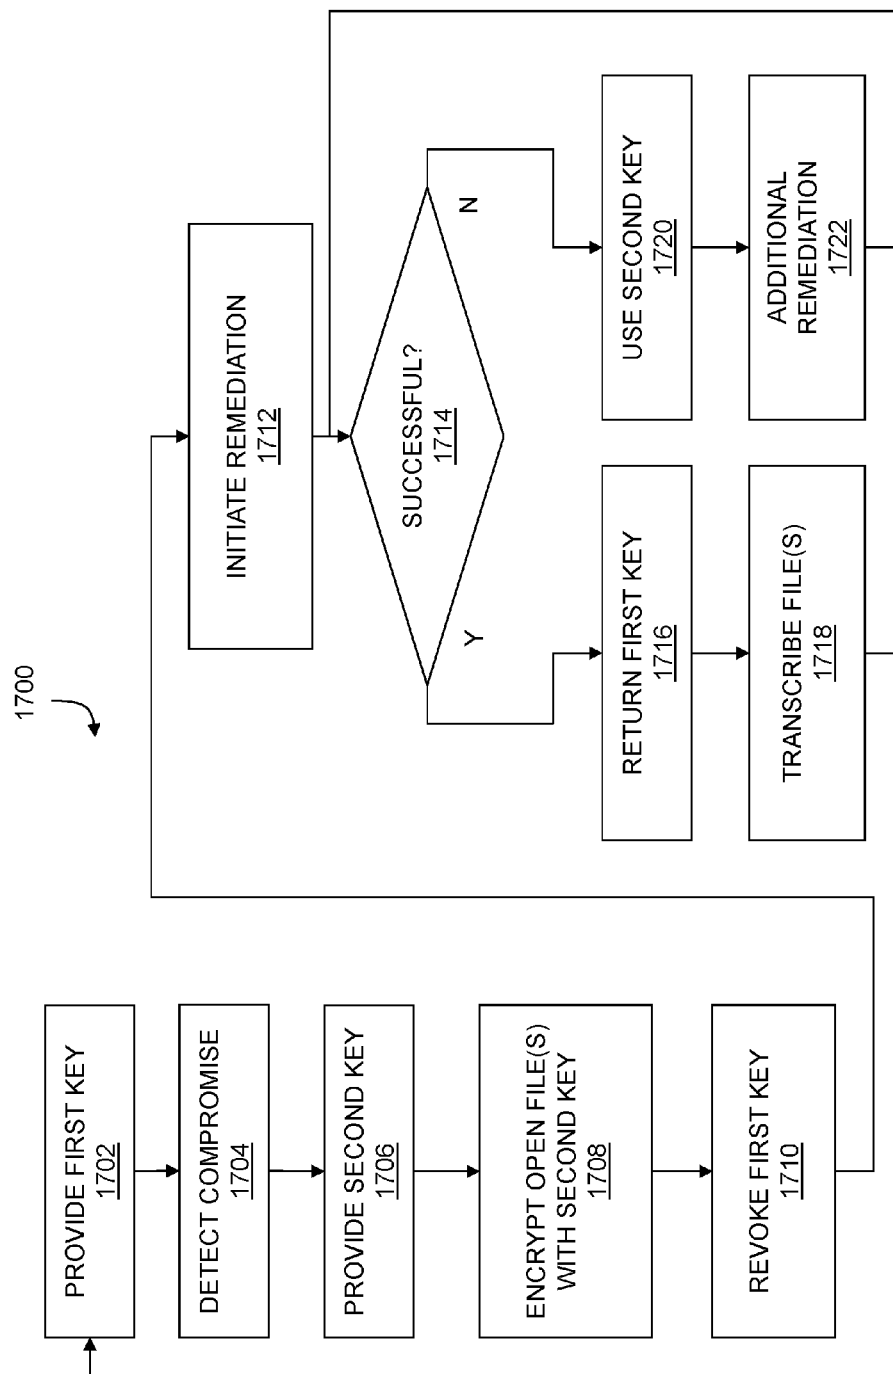 1700
PROVIDE FIRST KEY
1702
DETECT COMPROMISE
1704
PROVIDE SECOND KEY
1706
ENCRYPT OPEN FILE(S)
WITH SECOND KEY
1708
REVOKE FIRST KEY
1710
INITIATE REMEDIATION
1712
SUCCESSFUL?
1714
Y
N
RETURN FIRST KEY
1716
TRANSCRIBE FILE(S)
1718
USE SECOND KEY
1720
ADDITIONAL
REMEDIATION
1722